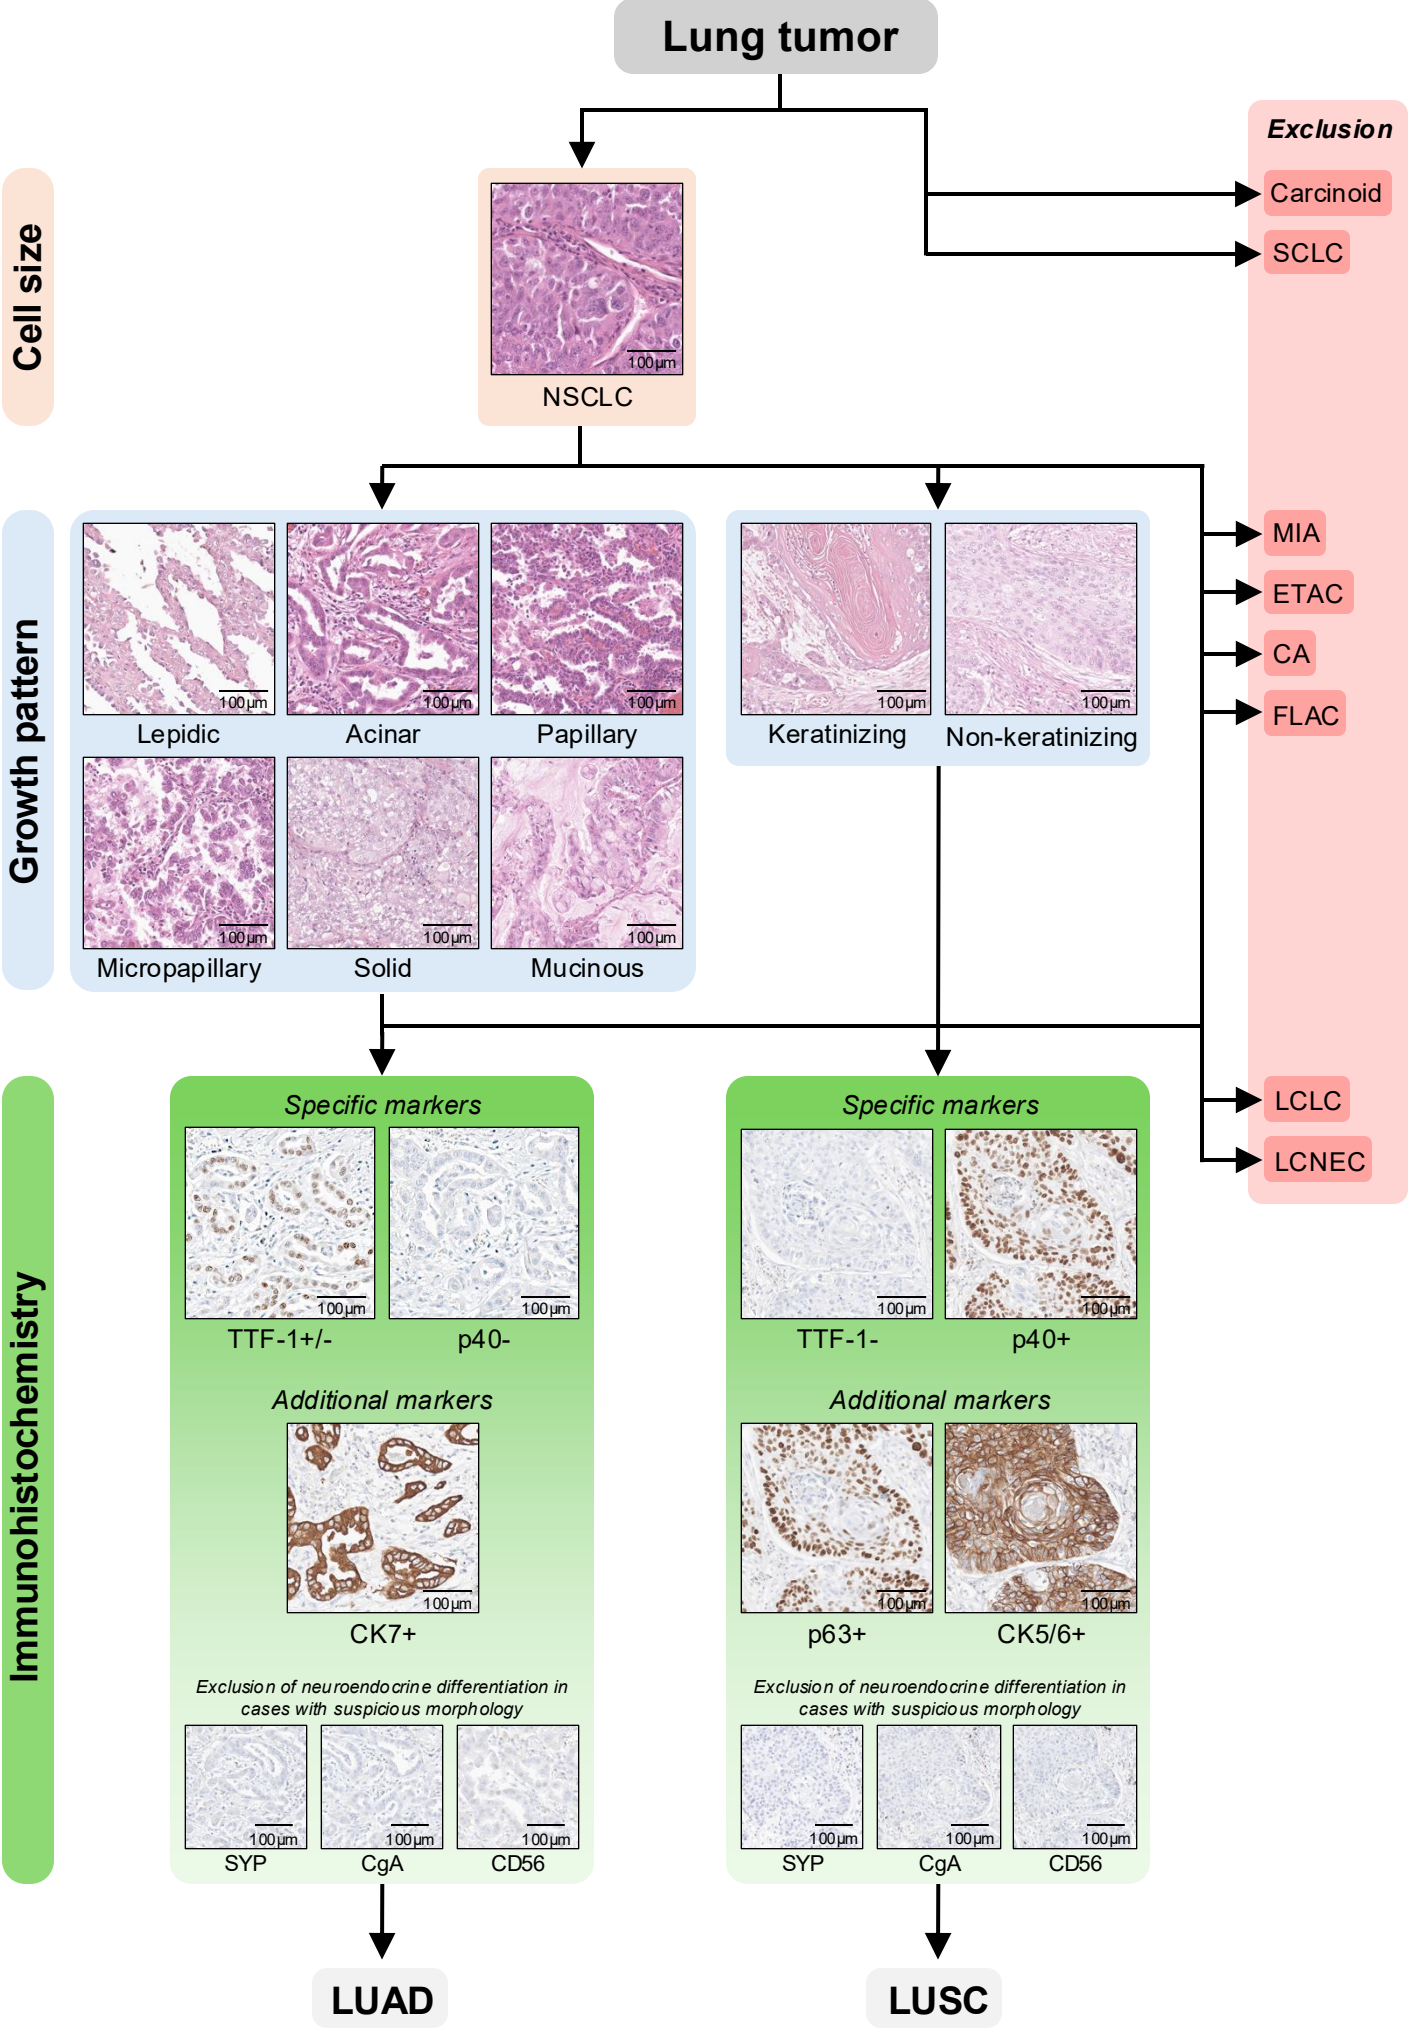 Lung tumor
Exclusion
Carcinoid
SCLC
Cell size
100µm
NSCLC
Growth pattern
100µm
100µm
100µm
100µm
100µm
Lepidic
Acinar
Papillary
Keratinizing
Non-keratinizing
MIA
ETAC
CA
FLAC
100µm
100µm
100µm
Micropapillary
Solid
Mucinous
LCLC
LCNEC
Immunohistochemistry
Specific markers
100µm
100µm
TTF-1+/-
p40-
Additional markers
100µm
CK7+
Exclusion of neuroendocrine differentiation in
cases with suspicious morphology
100µm
100µm
100µm
SYP
CgA
CD56
LUAD
Specific markers
100µm
100µm
TTF-1-
p40+
Additional markers
100µm
100µm
p63+
CK5/6+
Exclusion of neuroendocrine differentiation in
cases with suspicious morphology
100µm
100µm
100µm
SYP
CgA
CD56
LUSC